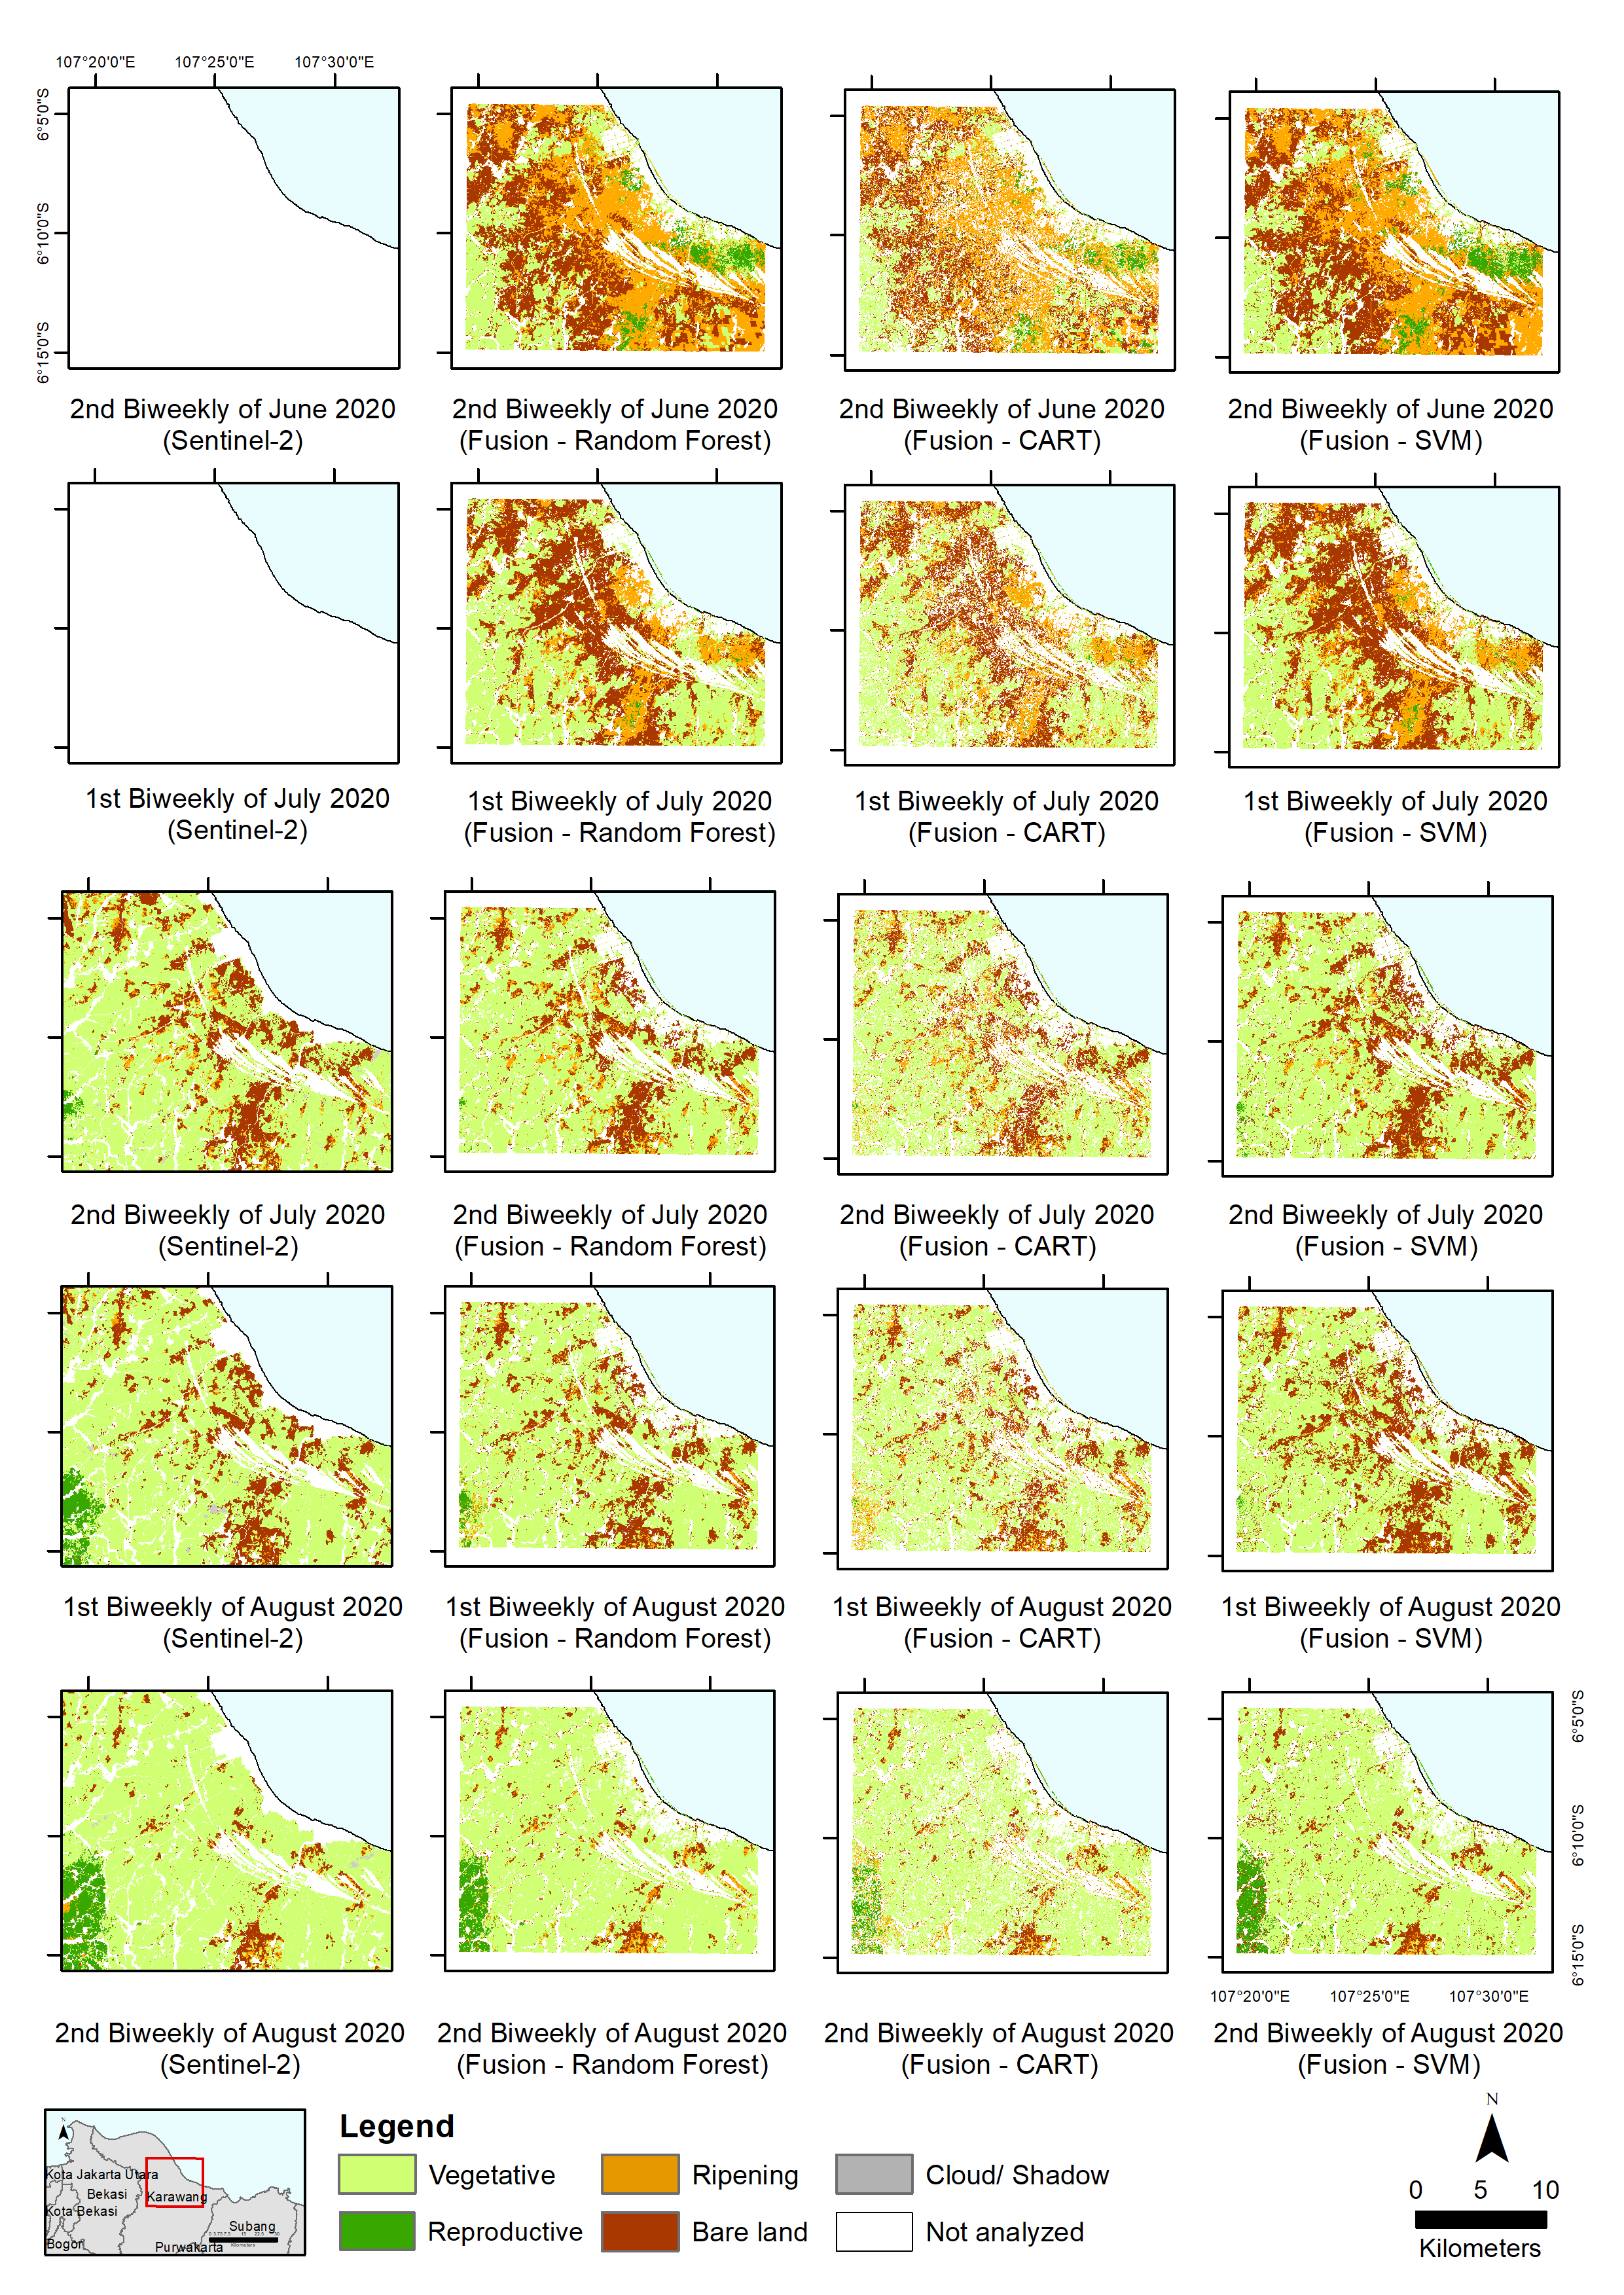 107°20'0"E 107°25'0"E 107°30'0"E
6°5'0"S
6°10'0"S
6°15'0"S
2nd Biweekly of June 2020
(Sentinel-2)
2nd Biweekly of June 2020
(Fusion - Random Forest)
2nd Biweekly of June 2020
(Fusion - CART)
2nd Biweekly of June 2020
(Fusion - SVM)
1st Biweekly of July 2020
(Sentinel-2)
1st Biweekly of July 2020
(Fusion - Random Forest)
1st Biweekly of July 2020
(Fusion - CART)
1st Biweekly of July 2020
(Fusion - SVM)
2nd Biweekly of July 2020
(Sentinel-2)
2nd Biweekly of July 2020
(Fusion - Random Forest)
2nd Biweekly of July 2020
(Fusion - CART)
2nd Biweekly of July 2020
(Fusion - SVM)
1st Biweekly of August 2020
(Sentinel-2)
1st Biweekly of August 2020
(Fusion - Random Forest)
1st Biweekly of August 2020
(Fusion - CART)
1st Biweekly of August 2020
(Fusion - SVM)
6°5'0"S
6°10'0"S
6°15'0"S
107°20'0"E 107°25'0"E 107°30'0"E
2nd Biweekly of August 2020
(Sentinel-2)
2nd Biweekly of August 2020
(Fusion - Random Forest)
2nd Biweekly of August 2020
(Fusion - CART)
2nd Biweekly of August 2020
(Fusion - SVM)
N
Kota Jakarta Utara
Bekasi
Karawang
Kota Bekasi
Subang
Bogor
Purwakarta
Kilometers
Legend
Vegetative
Ripening
Cloud/ Shadow
Reproductive
Bare land
Not analyzed
N
0 5 10
Kilometers